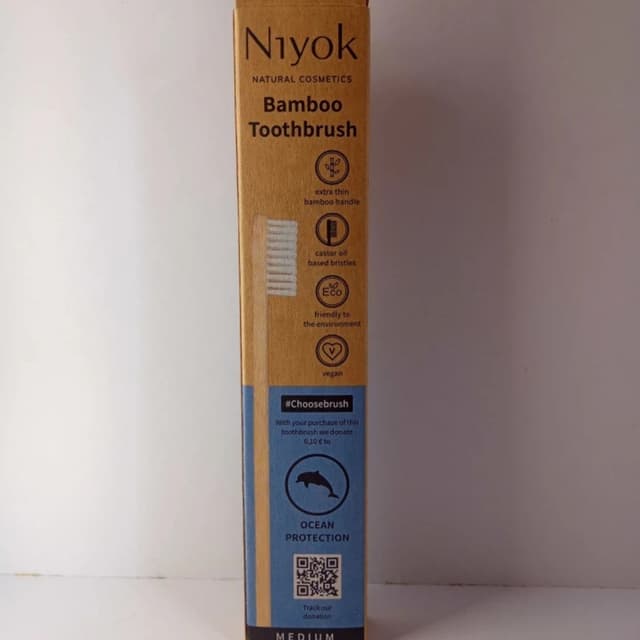 Niyok
NATURAL COSMETICS
Bamboo
Toothbrush
extra thin
bamboo handle
castor oil
based bristles
Eco
friendly to
the environment
V
vegan
#Choosebrush
With your purchase of this
toothbrush we donate
0,10 € to
OCEAN
PROTECTION
Track our
donation
MEDIUM